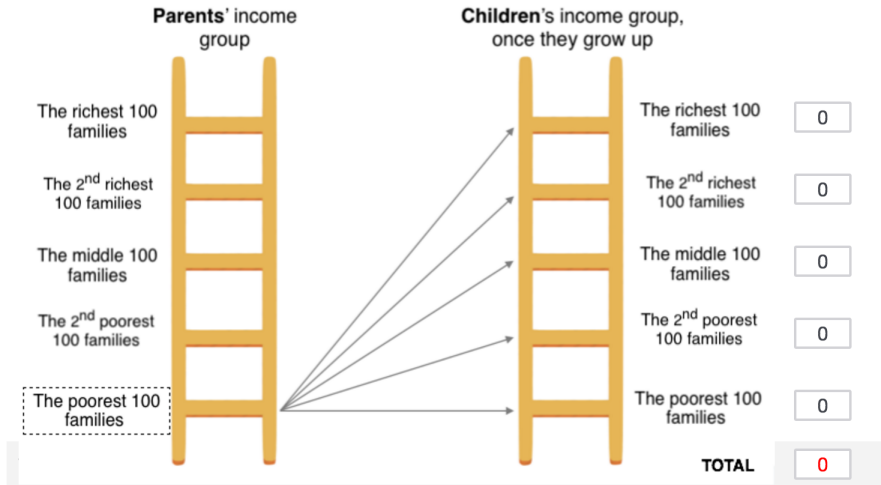 Parents' income
group
Children's income group,
once they grow up
The richest 100
families
The richest 100
families
0
The 2nd richest
100 families
The 2nd richest
100 families
0
The middle 100
families
The middle 100
families
0
The 2nd poorest
100 families
The 2nd poorest
100 families
0
The poorest 100
families
The poorest 100
families
0
TOTAL
0